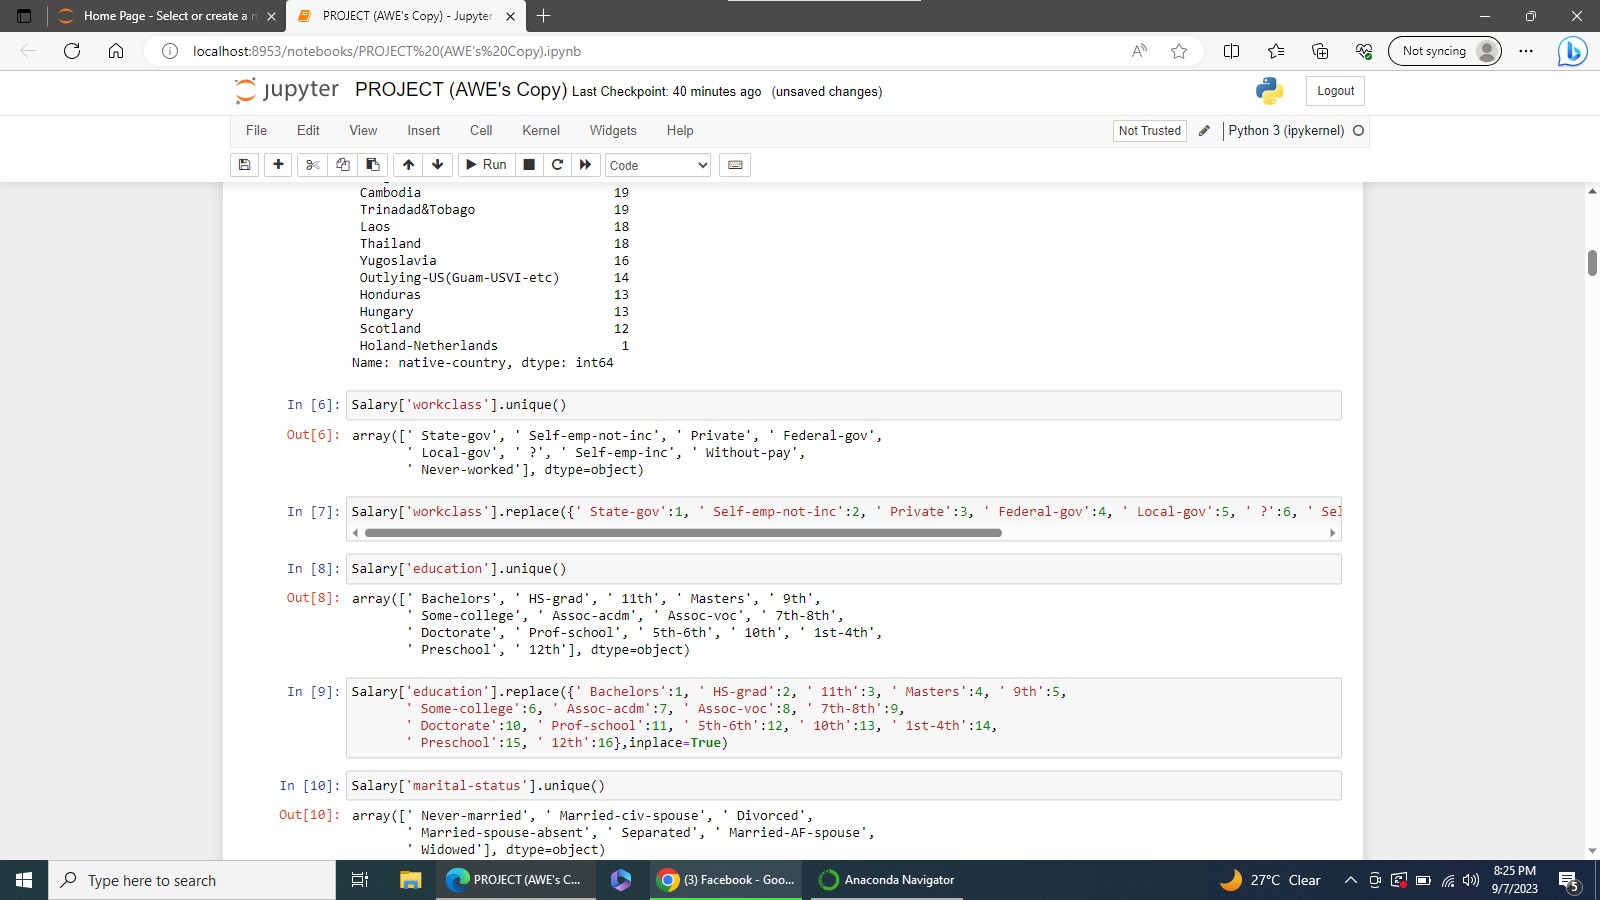 Home Page - Select or create a n
PROJECT (AWE's Copy) - Jupyter
localhost:8953/notebooks/PROJECT%20(AWE's%20Copy).ipynb
Not syncing
jupyter PROJECT (AWE's Copy) Last Checkpoint: 40 minutes ago (unsaved changes)
Logout
File Edit View Insert Cell Kernel Widgets Help
Not Trusted
Python 3 (ipykernel)
Run
Code
Cambodia 19
Trinadad&Tobago 19
Laos 18
Thailand 18
Yugoslavia 16
Outlying-US(Guam-USVI-etc) 14
Honduras 13
Hungary 13
Scotland 12
Holand-Netherlands 1
Name: native-country, dtype: int64
In [6]: Salary['workclass'].unique()
Out[6]: array([' State-gov', ' Self-emp-not-inc', ' Private', ' Federal-gov',
' Local-gov', ' ?', ' Self-emp-inc', ' Without-pay',
' Never-worked'], dtype=object)
In [7]: Salary['workclass'].replace({' State-gov':1, ' Self-emp-not-inc':2, ' Private':3, ' Federal-gov':4, ' Local-gov':5, ' ?':6, ' Sel
In [8]: Salary['education'].unique()
Out[8]: array([' Bachelors', ' HS-grad', ' 11th', ' Masters', ' 9th',
' Some-college', ' Assoc-acdm', ' Assoc-voc', ' 7th-8th',
' Doctorate', ' Prof-school', ' 5th-6th', ' 10th', ' 1st-4th',
' Preschool', ' 12th'], dtype=object)
In [9]: Salary['education'].replace({' Bachelors':1, ' HS-grad':2, ' 11th':3, ' Masters':4, ' 9th':5,
' Some-college':6, ' Assoc-acdm':7, ' Assoc-voc':8, ' 7th-8th':9,
' Doctorate':10, ' Prof-school':11, ' 5th-6th':12, ' 10th':13, ' 1st-4th':14,
' Preschool':15, ' 12th':16},inplace=True)
In [10]: Salary['marital-status'].unique()
Out[10]: array([' Never-married', ' Married-civ-spouse', ' Divorced',
' Married-spouse-absent', ' Separated', ' Married-AF-spouse',
' Widowed'], dtype=object)
Type here to search
PROJECT (AWE's C...
(3) Facebook - Goo...
Anaconda Navigator
27°C Clear
8:25 PM
9/7/2023
5